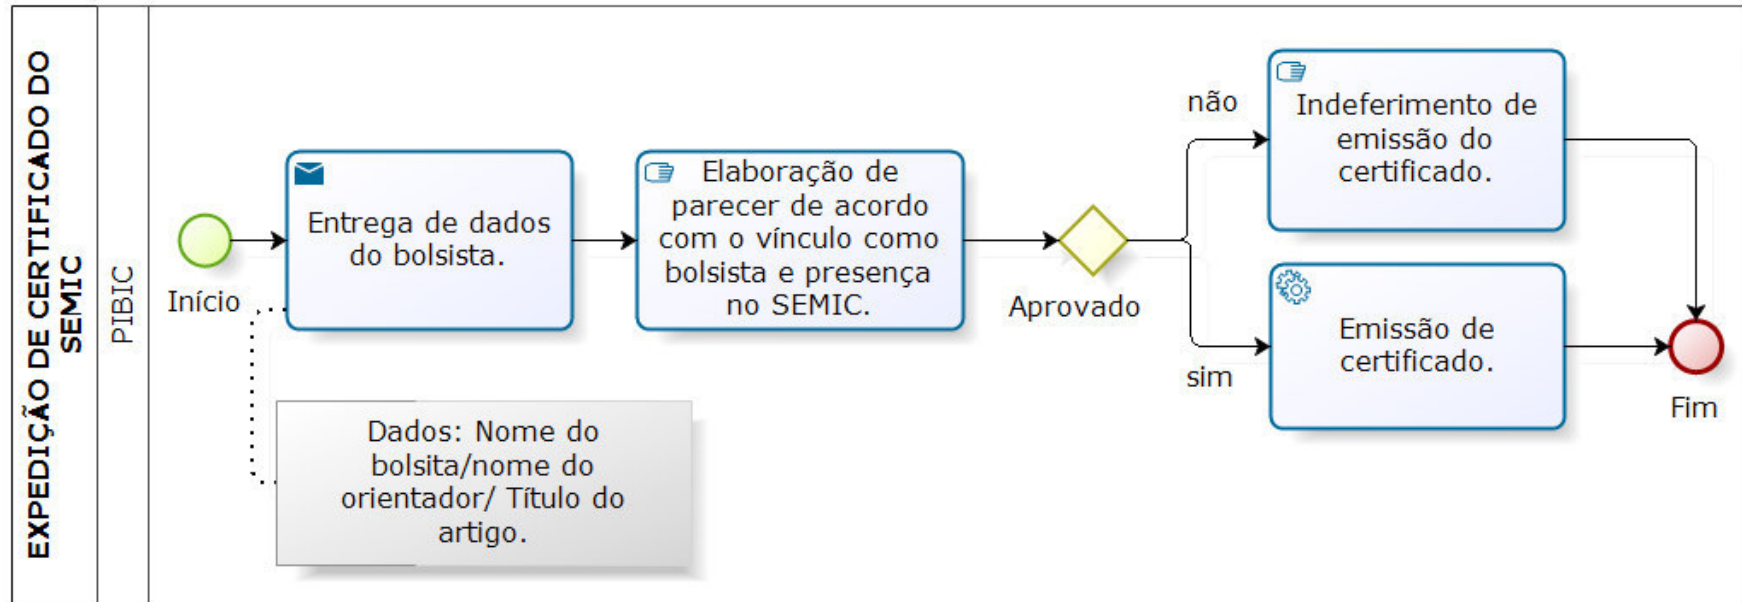 EXPEDIÇÃO DE CERTIFICADO DO
SEMIC
PIBIC
Início
Entrega de dados
do bolsista.
Dados: Nome do
bolsita/nome do
orientador/ Título do
artigo.
Elaboração de
parecer de acordo
com o vínculo como
bolsista e presença
no SEMIC.
Aprovado
não
Indeferimento de
emissão do
certificado.
sim
Emissão de
certificado.
Fim